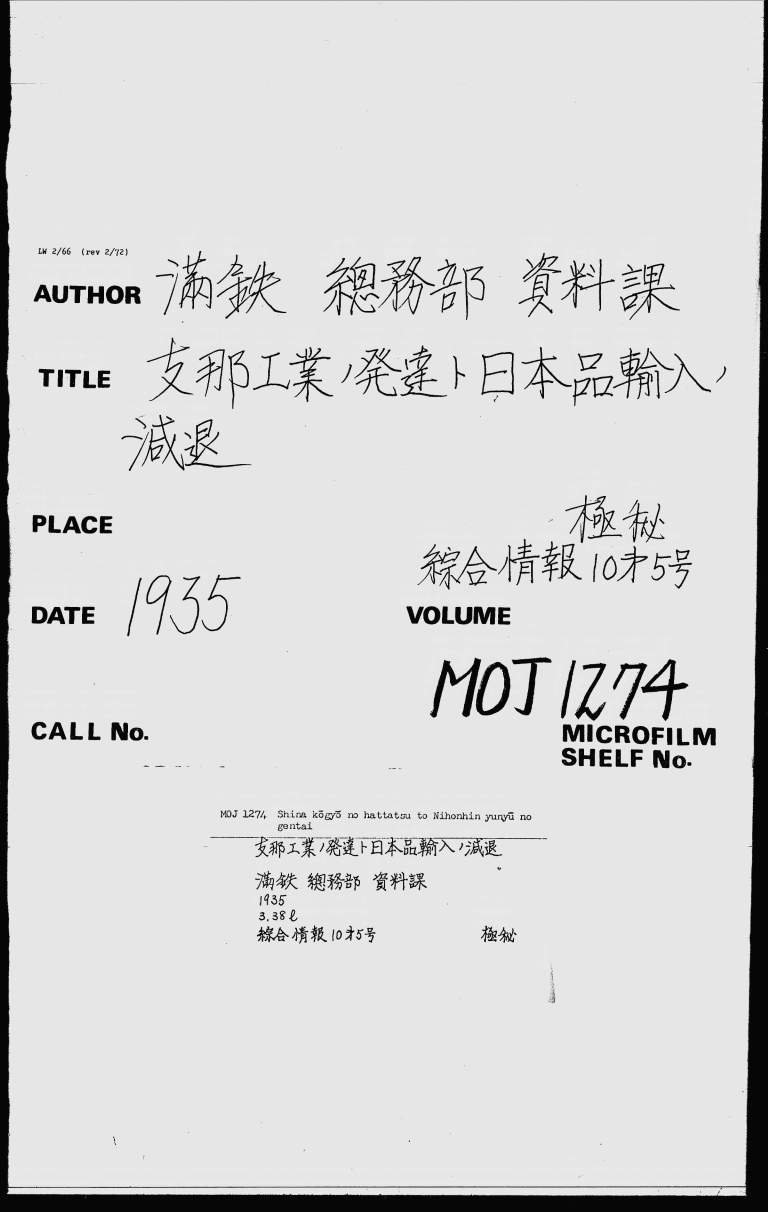 LW 2/66 (rev 2/72)
AUTHOR 満鉄 總務部 資料課
TITLE 支那工業ノ発達ト日本品輸入ノ
減退
PLACE
極秘
綜合情報10才5号
DATE 1935
VOLUME
MOJ 1274
CALL No.
MICROFILM
SHELF No.
MOJ 1274 Shina kōgyō no hattatsu to Nihonhin yunyū no
gentai
支那工業ノ発達ト日本品輸入ノ減退
満鉄 總務部 資料課
1935
3,38ℓ
綜合情報10才5号 極秘